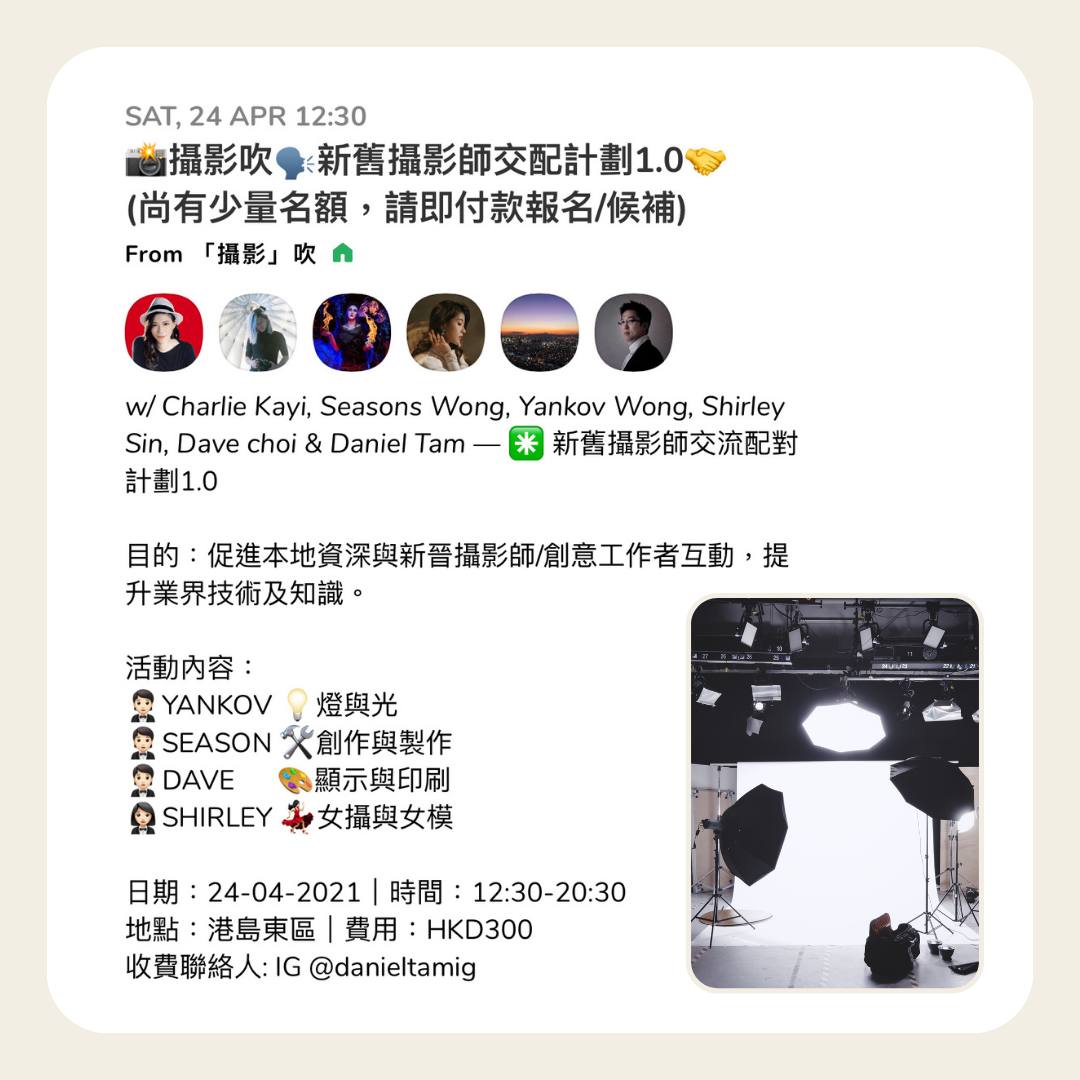 SAT, 24 APR 12:30
📸攝影吹🗣️新舊攝影師交配計劃1.0🤝
(尚有少量名額，請即付款報名/候補)
From 「攝影」吹
w/ Charlie Kayi, Seasons Wong, Yankov Wong, Shirley
Sin, Dave choi & Daniel Tam — ✳️ 新舊攝影師交流配對
計劃1.0
目的：促進本地資深與新晉攝影師/創意工作者互動，提
升業界技術及知識。
活動內容：
🤵🏻YANKOV 💡燈與光
🤵🏻SEASON 🛠️創作與製作
🤵🏻DAVE 🎨顯示與印刷
🤵🏻‍♀️SHIRLEY 💃🏻女攝與女模
日期：24-04-2021｜時間：12:30-20:30
地點：港島東區｜費用：HKD300
收費聯絡人: IG @danieltamig